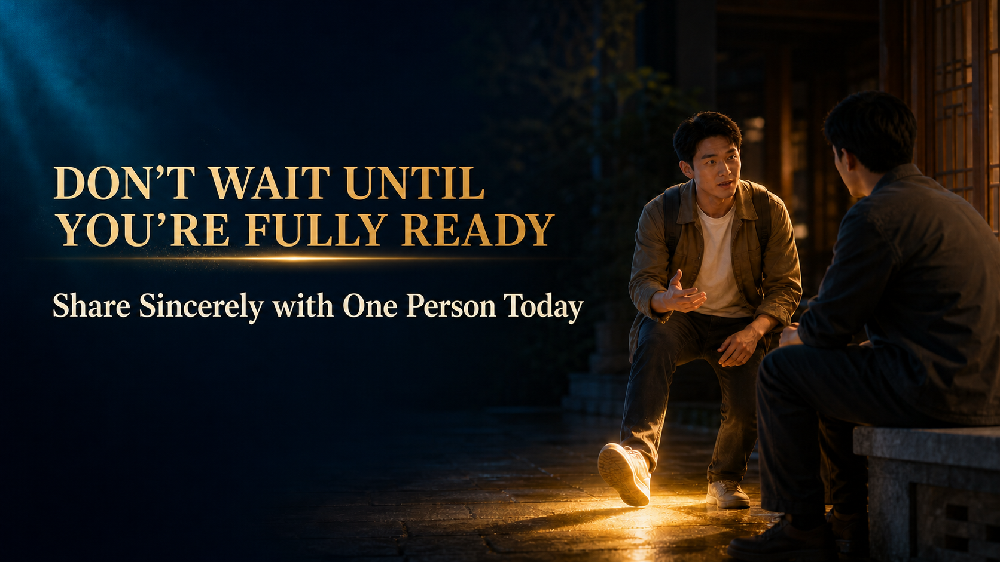 DON’T WAIT UNTIL
YOU’RE FULLY READY
Share Sincerely with One Person Today